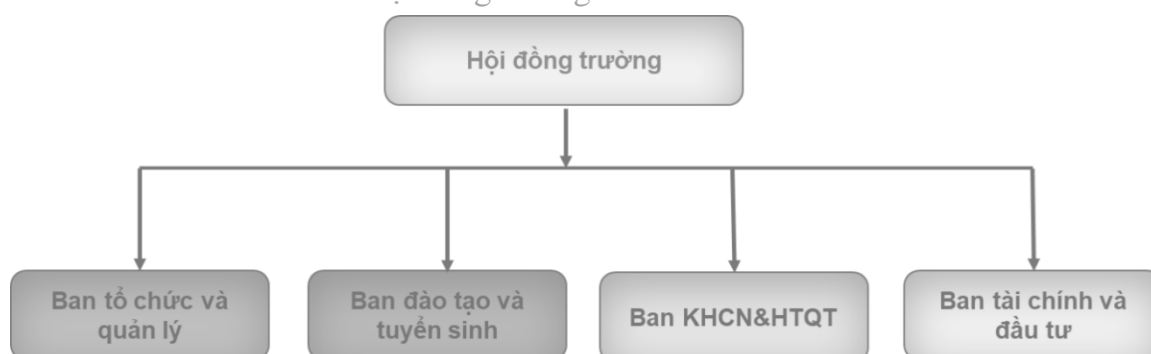 Hội đồng trường
Ban tổ chức và
quản lý
Ban đào tạo và
tuyển sinh
Ban KHCN&HTQT
Ban tài chính và
đầu tư